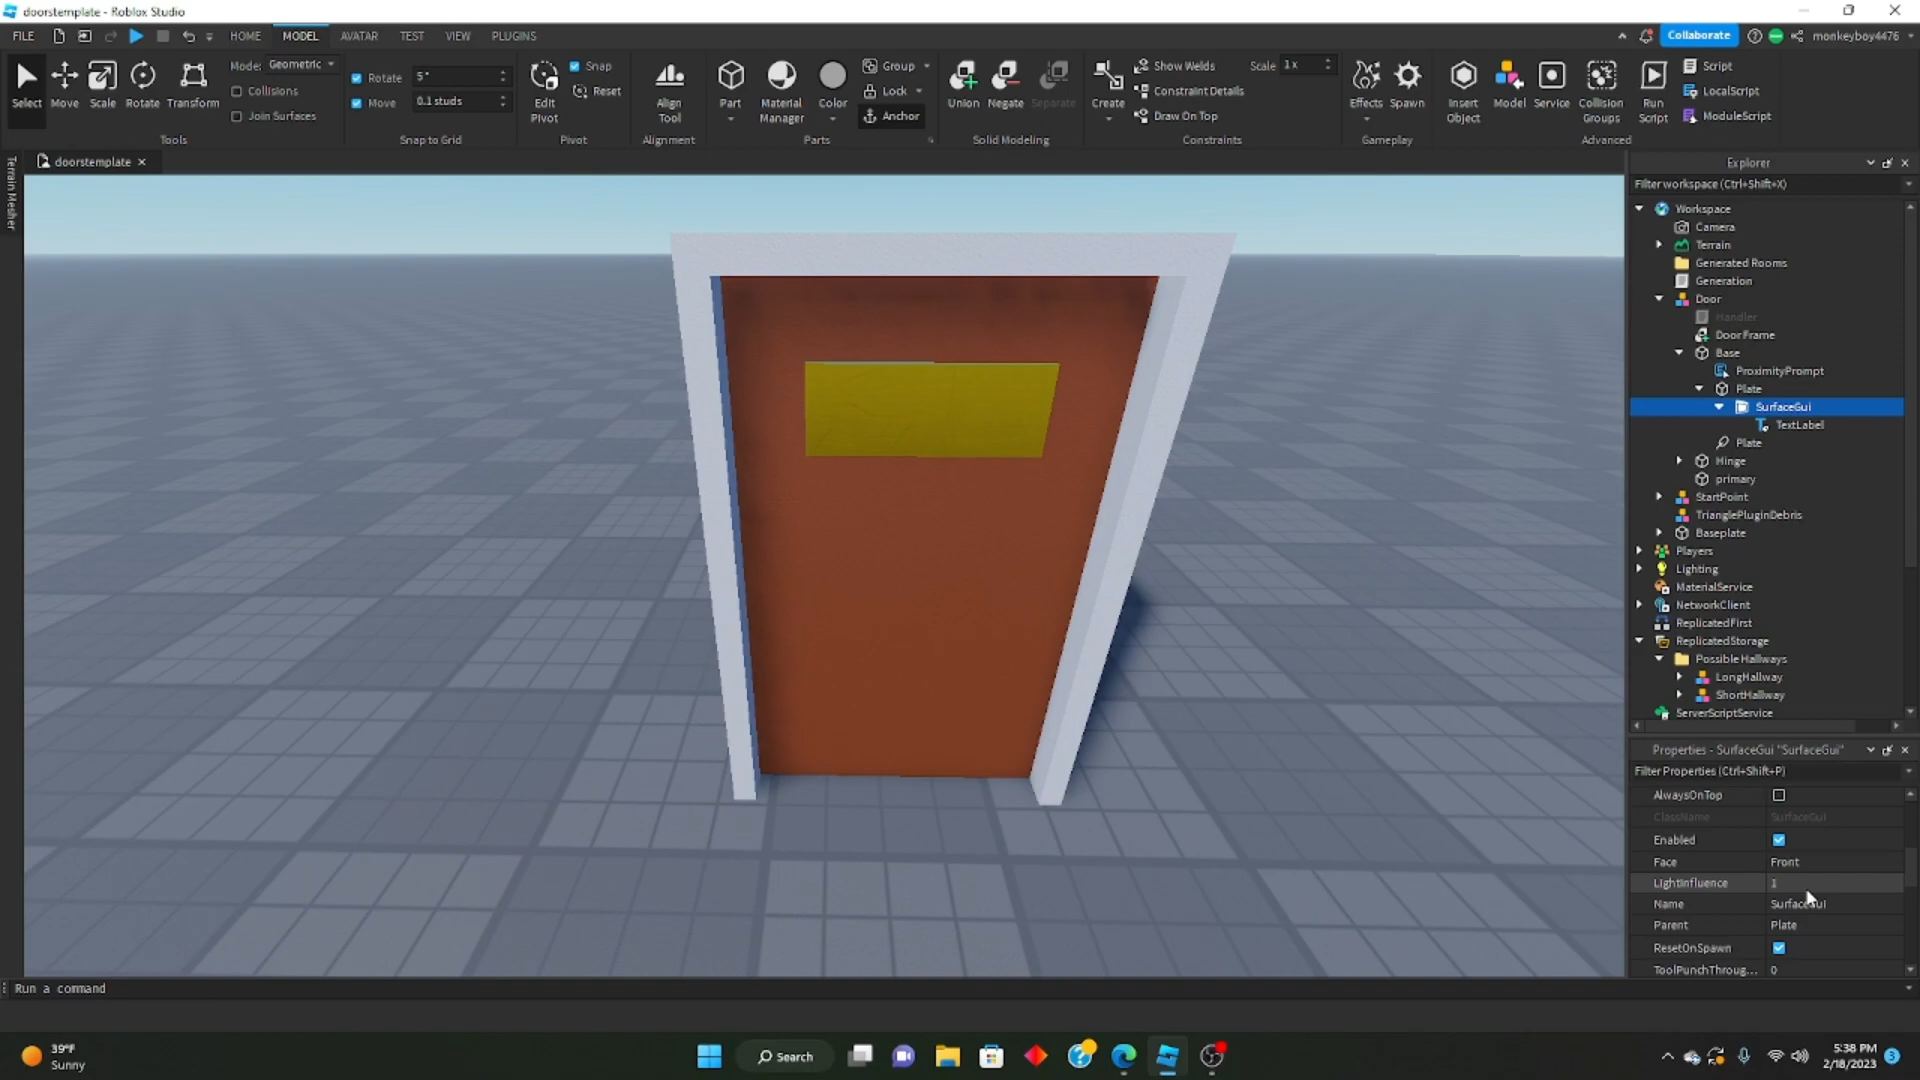 doorstemplate - Roblox Studio
FILE HOME MODEL AVATAR TEST VIEW PLUGINS Collaborate monkeyboy4476
Select Move Scale Rotate Transform
Mode: Geometric
Collisions
Join Surfaces
Tools
Rotate 5°
Move 0.1 studs
Snap to Grid
Edit Pivot
Snap
Reset
Pivot
Align Tool
Alignment
Part
Material Manager
Color
Group
Lock
Anchor
Parts
Union Negate Separate
Solid Modeling
Create
Show Welds
Constraint Details
Draw On Top
Scale 1x
Constraints
Effects Spawn
Gameplay
Insert Object
Model
Service
Collision Groups
Run Script
Script
LocalScript
ModuleScript
Advanced
Terrain Mesher
doorstemplate
Explorer
Filter workspace (Ctrl+Shift+X)
Workspace
Camera
Terrain
Generated Rooms
Generation
Door
Handler
Door Frame
Base
ProximityPrompt
Plate
SurfaceGui
TextLabel
Plate
Hinge
primary
StartPoint
TrianglePluginDebris
Baseplate
Players
Lighting
MaterialService
NetworkClient
ReplicatedFirst
ReplicatedStorage
Possible Hallways
LongHallway
ShortHallway
ServerScriptService
Properties - SurfaceGui "SurfaceGui"
Filter Properties (Ctrl+Shift+P)
AlwaysOnTop
ClassName SurfaceGui
Enabled
Face Front
LightInfluence 1
Name SurfaceGui
Parent Plate
ResetOnSpawn
ToolPunchThroug... 0
Run a command
39°F
Sunny
Search
5:38 PM
2/18/2023
3